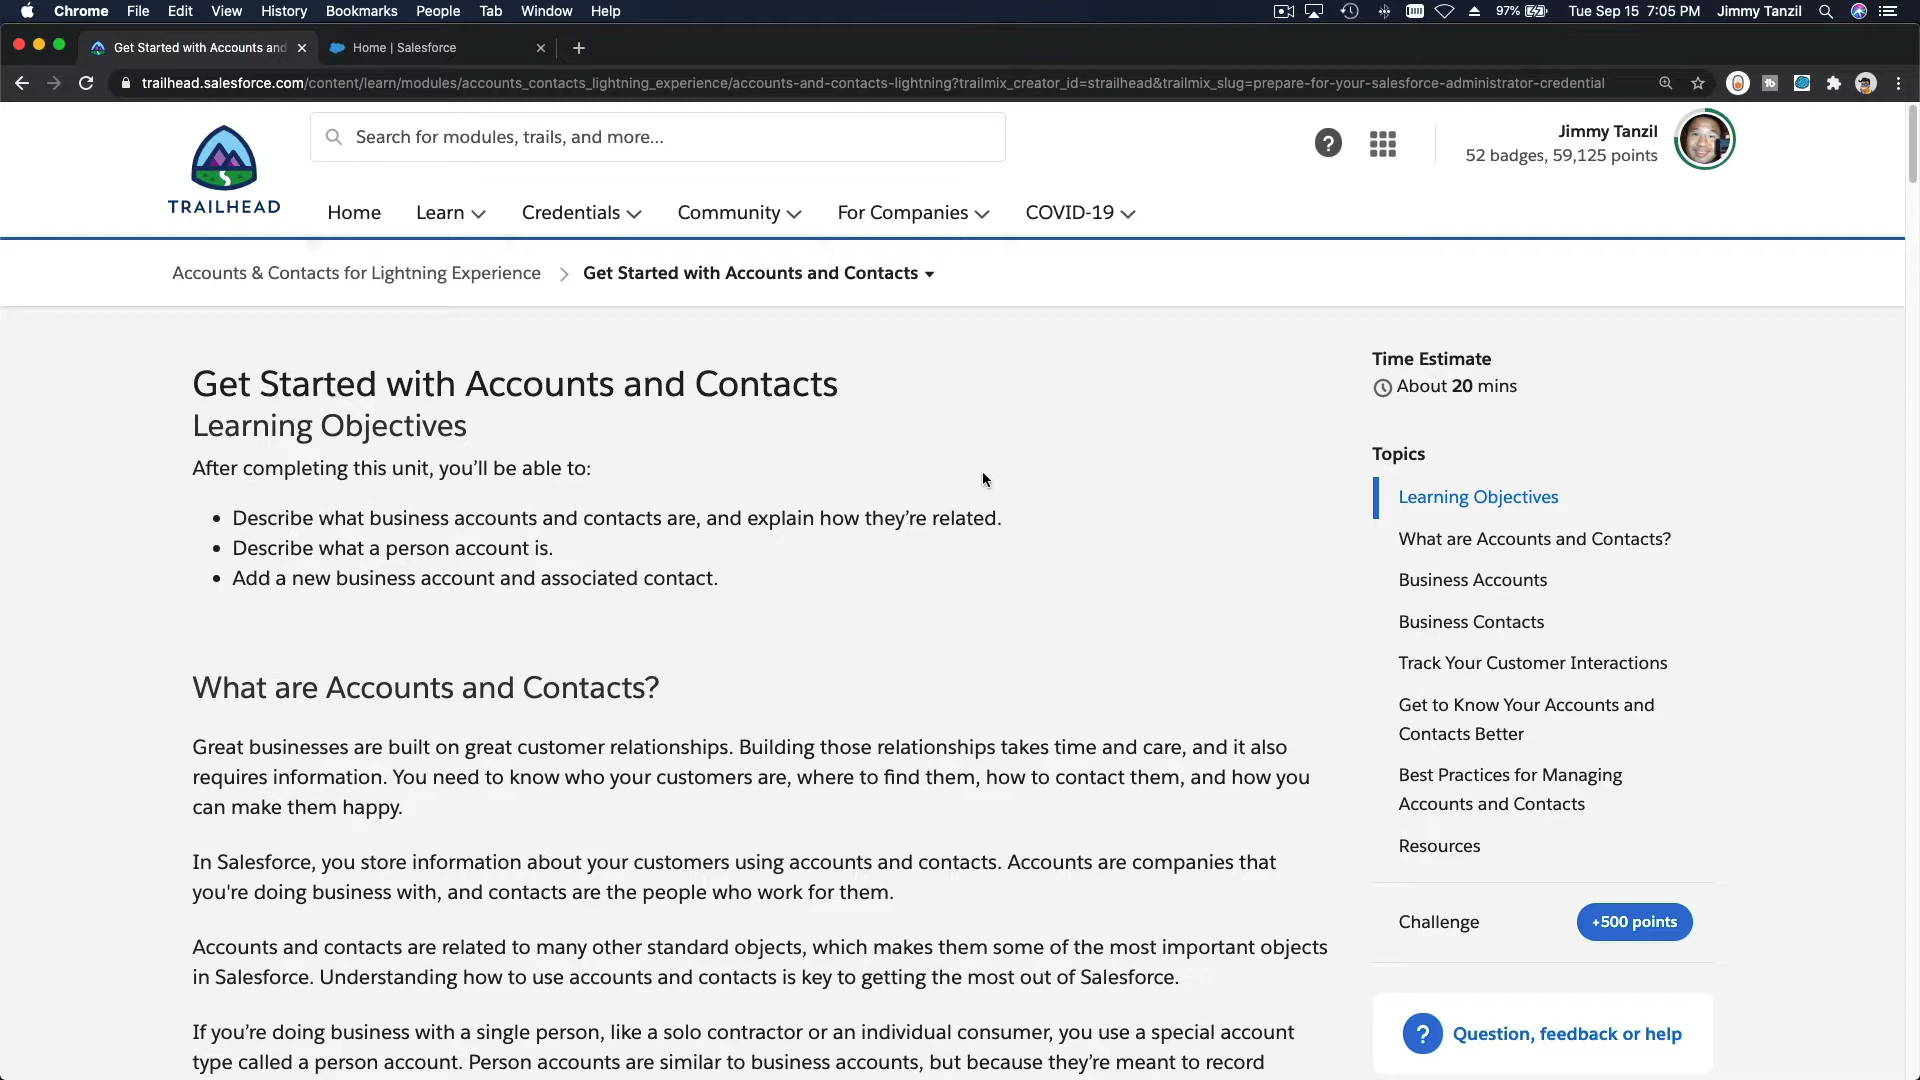 Chrome File Edit View History Bookmarks People Tab Window Help 97% Tue Sep 15 7:05 PM Jimmy Tanzil
Get Started with Accounts and
Home | Salesforce
trailhead.salesforce.com/content/learn/modules/accounts_contacts_lightning_experience/accounts-and-contacts-lightning?trailmix_creator_id=strailhead&trailmix_slug=prepare-for-your-salesforce-administrator-credential
TRAILHEAD
Search for modules, trails, and more...
Jimmy Tanzil
52 badges, 59,125 points
Home Learn Credentials Community For Companies COVID-19
Accounts & Contacts for Lightning Experience
Get Started with Accounts and Contacts
Get Started with Accounts and Contacts
Learning Objectives
After completing this unit, you’ll be able to:
• Describe what business accounts and contacts are, and explain how they’re related.
• Describe what a person account is.
• Add a new business account and associated contact.
What are Accounts and Contacts?
Great businesses are built on great customer relationships. Building those relationships takes time and care, and it also
requires information. You need to know who your customers are, where to find them, how to contact them, and how you
can make them happy.
In Salesforce, you store information about your customers using accounts and contacts. Accounts are companies that
you're doing business with, and contacts are the people who work for them.
Accounts and contacts are related to many other standard objects, which makes them some of the most important objects
in Salesforce. Understanding how to use accounts and contacts is key to getting the most out of Salesforce.
If you’re doing business with a single person, like a solo contractor or an individual consumer, you use a special account
type called a person account. Person accounts are similar to business accounts, but because they’re meant to record
Time Estimate
About 20 mins
Topics
Learning Objectives
What are Accounts and Contacts?
Business Accounts
Business Contacts
Track Your Customer Interactions
Get to Know Your Accounts and
Contacts Better
Best Practices for Managing
Accounts and Contacts
Resources
Challenge
+500 points
? Question, feedback or help